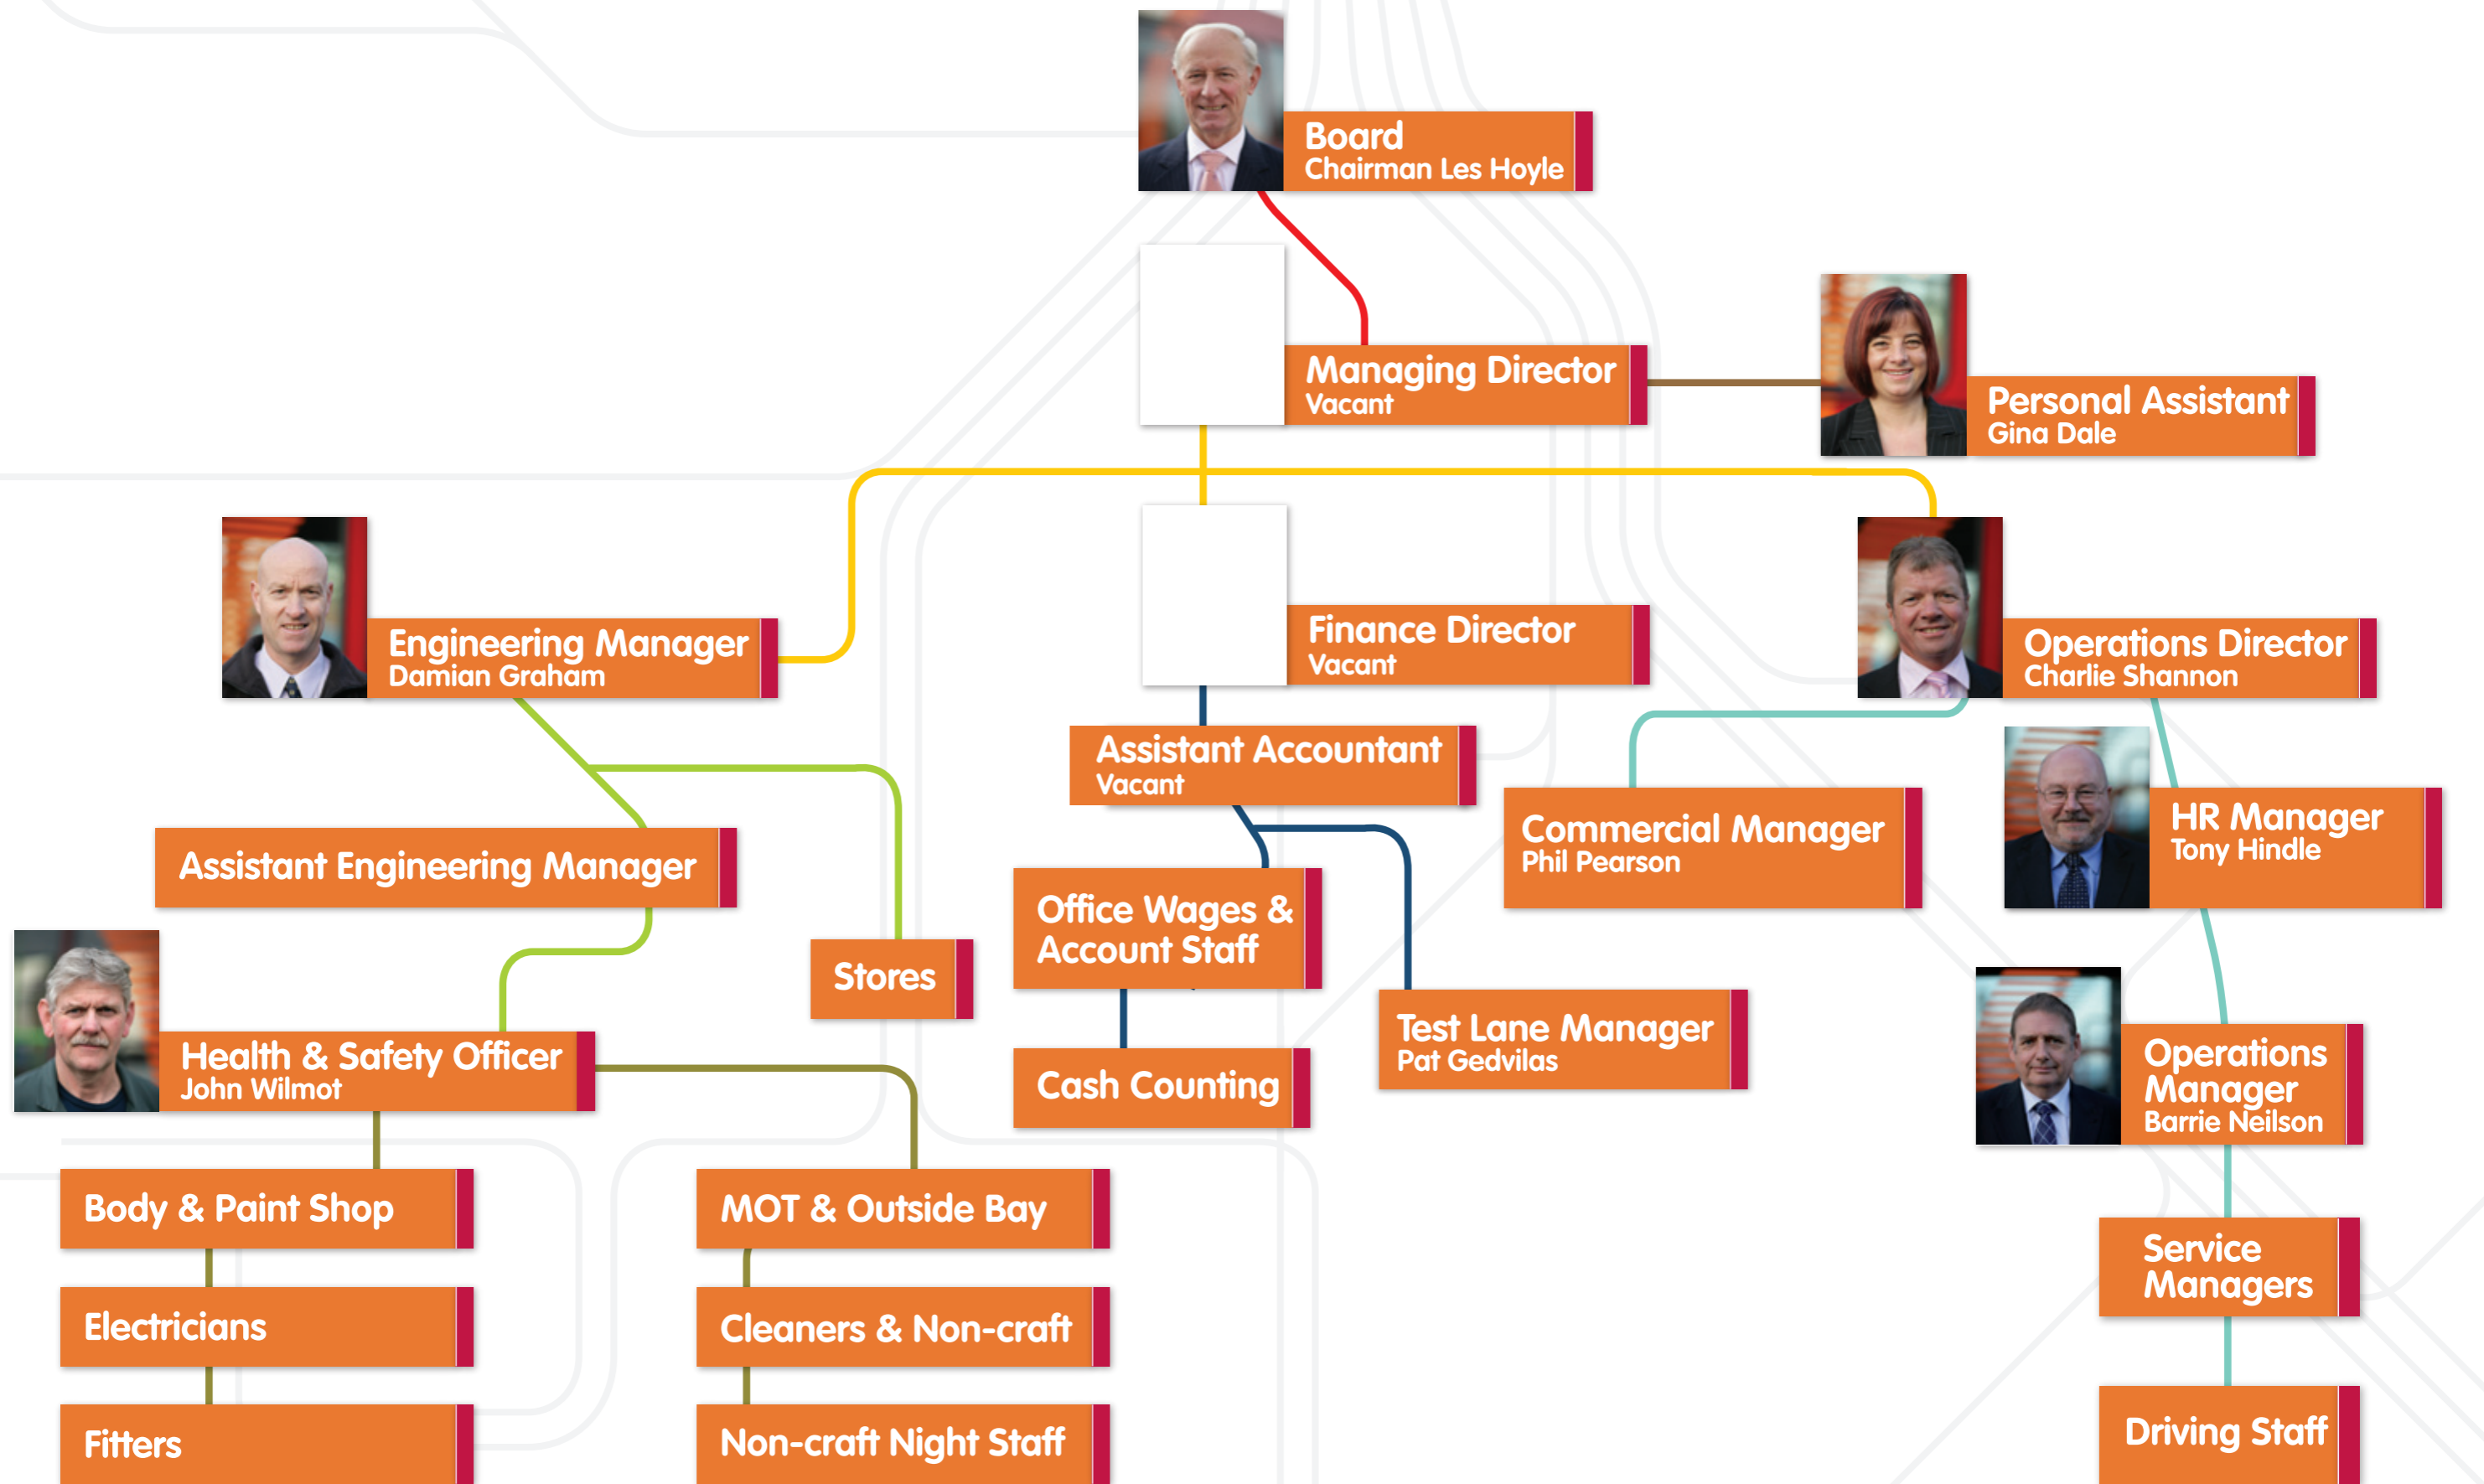 Board
Chairman Les Hoyle
Managing Director
Vacant
Personal Assistant
Gina Dale
Engineering Manager
Damian Graham
Finance Director
Vacant
Operations Director
Charlie Shannon
Assistant Accountant
Vacant
Commercial Manager
Phil Pearson
HR Manager
Tony Hindle
Assistant Engineering Manager
Office Wages &
Account Staff
Stores
Test Lane Manager
Pat Gedvilas
Operations
Manager
Barrie Neilson
Health & Safety Officer
John Wilmot
Cash Counting
Body & Paint Shop
MOT & Outside Bay
Service
Managers
Electricians
Cleaners & Non-craft
Fitters
Non-craft Night Staff
Driving Staff